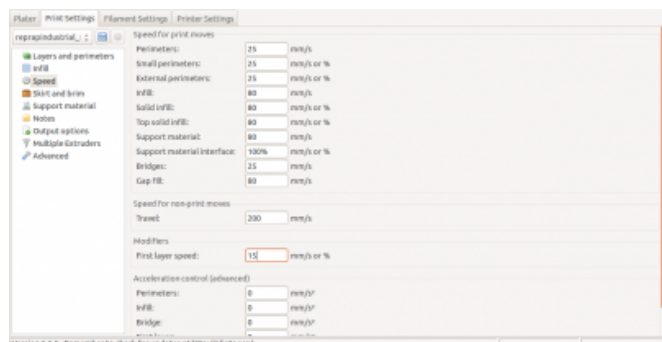 Plater Print Settings Filament Settings Printer Settings
reprapindustrial_
Layers and perimeters
Infill
Speed
Skirt and brim
Support material
Notes
Output options
Multiple Extruders
Advanced
Speed for print moves
Perimeters: 25 mm/s
Small perimeters: 25 mm/s or %
External perimeters: 25 mm/s or %
Infill: 80 mm/s
Solid infill: 80 mm/s or %
Top solid infill: 80 mm/s or %
Support material: 80 mm/s
Support material interface: 100% mm/s or %
Bridges: 25 mm/s
Gap fill: 80 mm/s
Speed for non-print moves
Travel: 200 mm/s
Modifiers
First layer speed: 15 mm/s or %
Acceleration control (advanced)
Perimeters: 0 mm/s²
Infill: 0 mm/s²
Bridge: 0 mm/s²